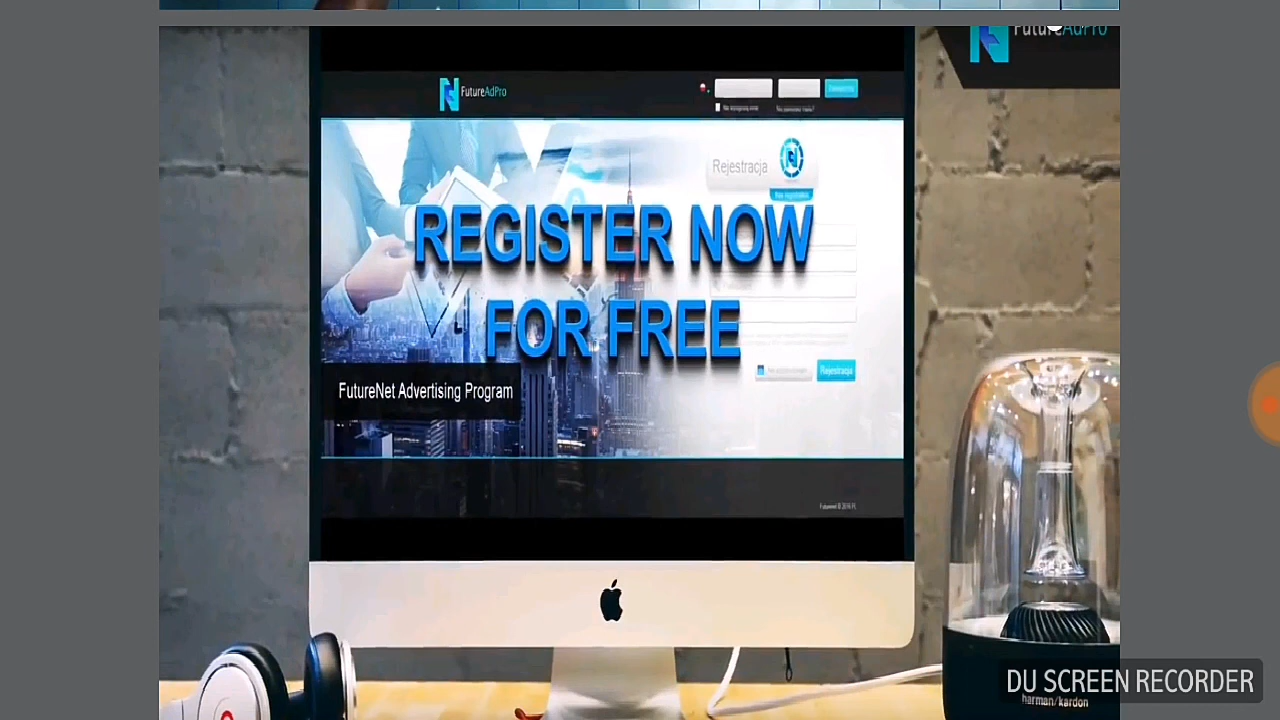 FutureAdPro
FutureAdPro
Rejestracja
REGISTER NOW
FOR FREE
Rejestracja
FutureNet Advertising Program
DU SCREEN RECORDER
harman/kardon